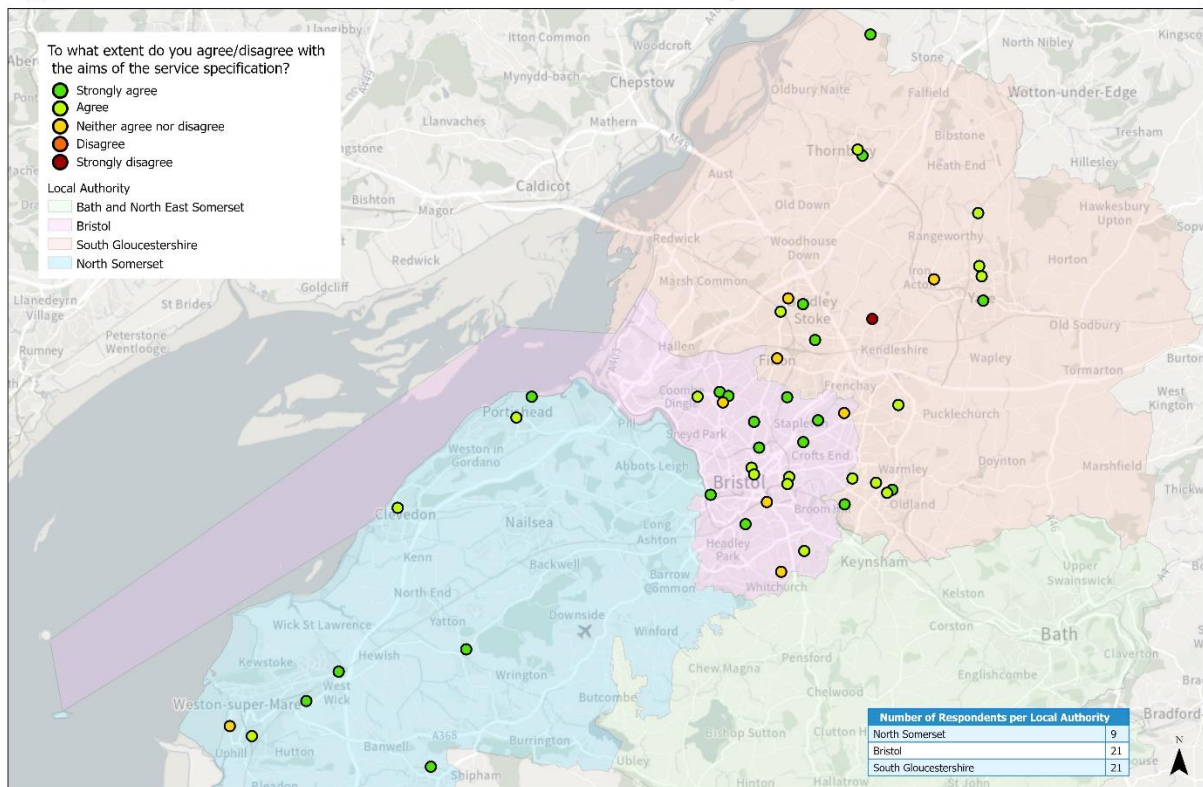 To what extent do you agree/disagree with
the aims of the service specification?
Strongly agree
Agree
Neither agree nor disagree
Disagree
Strongly disagree
Local Authority
Bath and North East Somerset
Bristol
South Gloucestershire
North Somerset
Llangibby
Itton Common
Woodcroft
Stone
North Nibley
Mynydd-bach
Chepstow
Oldbury Naite
Falfield
Wotton-under-Edge
Llanvaches
Mathern
M48
Bibstone
Tresham
Thornbury
Heath End
Hillesley
Bishton
Caldicot
Aust
Magor
Old Down
Hawkesbury
Upton
Redwick
Redwick
Woodhouse
Down
Rangeworthy
Horton
Llanedeyrn
Village
St Brides
Goldcliff
Marsh Common
Iron
Acton
Yate
Peterstone
Wentlooge
Rumney
Stoke
Old Sodbury
Hallen
Kendleshire
Wapley
Filton
Tormarton
A403
Frenchay
West
Kington
Coombe
Dingle
Portishead
Pill
Pucklechurch
Stapleton
Sneyd Park
Weston in
Gordano
Crofts End
Abbots Leigh
Warmley
Doynton
Marshfield
Bristol
Clevedon
Nailsea
Broom Hill
Oldland
Long
Ashton
Headley
Park
A46
Kenn
Backwell
Keynsham
Upper
Swainswick
Barrow
Common
Whitchurch
North End
Kelston
Downside
Wick St Lawrence
Yatton
Winford
Corston
Bath
Claverton
Kewstoke
Hewish
Pensford
Chew Magna
Englishcombe
West
Wick
Wrington
Chelwood
Weston-super-Mare
Butcombe
Uphill
Hutton
Banwell
A368
Burrington
Bishop Sutton
Ubley
Bleadon
Shipham
Hinton
Hallatrow
St John
Number of Respondents per Local Authority
North Somerset 9
Bristol 21
South Gloucestershire 21
N